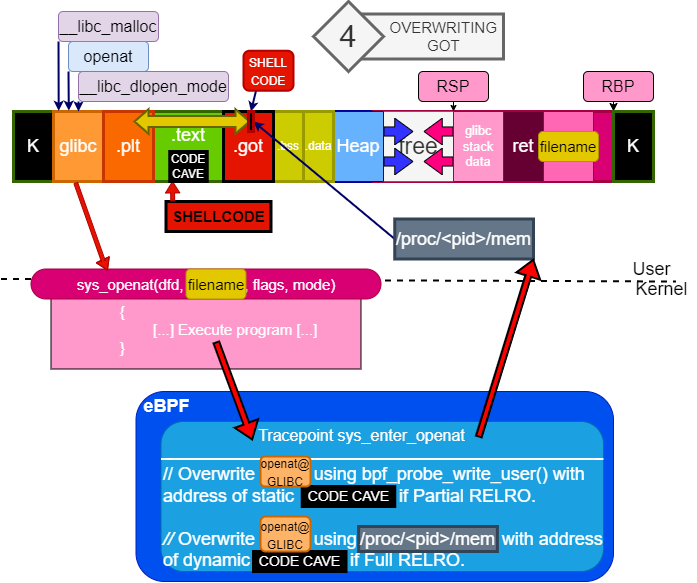 __libc_malloc
openat
__libc_dlopen_mode
4
OVERWRITING
GOT
SHELL
CODE
RSP
RBP
K
glibc
.plt
.text
CODE
CAVE
.got
.data
Heap
free
glibc
stack
data
ret
filename
K
SHELLCODE
/proc/<pid>/mem
User
Kernel
sys_openat(dfd, filename, flags, mode)
{
[...] Execute program [...]
}
eBPF
Tracepoint sys_enter_openat
// Overwrite openat@GLIBC using bpf_probe_write_user() with
address of static CODE CAVE if Partial RELRO.
// Overwrite openat@GLIBC using /proc/<pid>/mem with address
of dynamic CODE CAVE if Full RELRO.